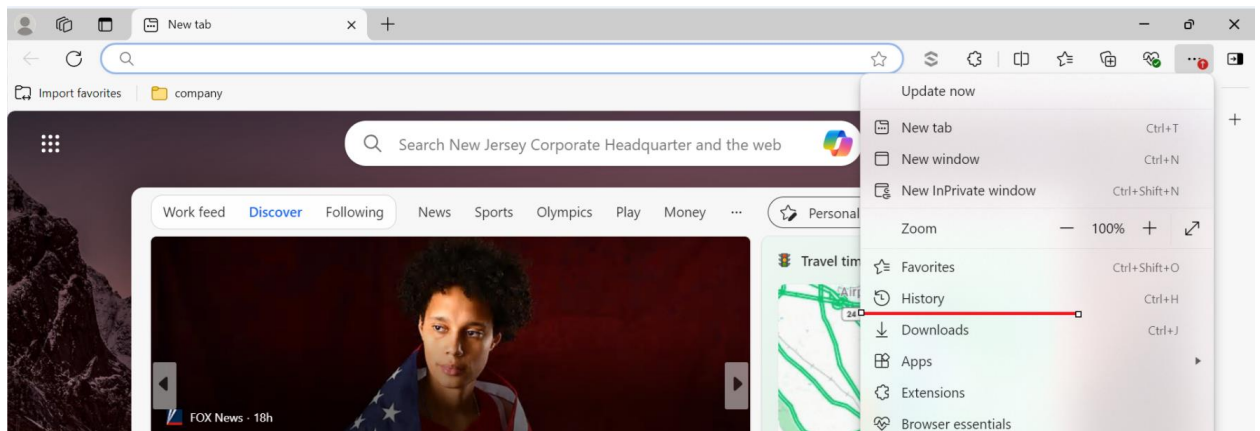 New tab
Import favorites
company
Search New Jersey Corporate Headquarter and the web
Work feed Discover Following News Sports Olympics Play Money ... Personal
Travel tim
24
FOX News · 18h
Update now
New tab Ctrl+T
New window Ctrl+N
New InPrivate window Ctrl+Shift+N
Zoom — 100% +
Favorites Ctrl+Shift+O
History Ctrl+H
Downloads Ctrl+J
Apps
Extensions
Browser essentials